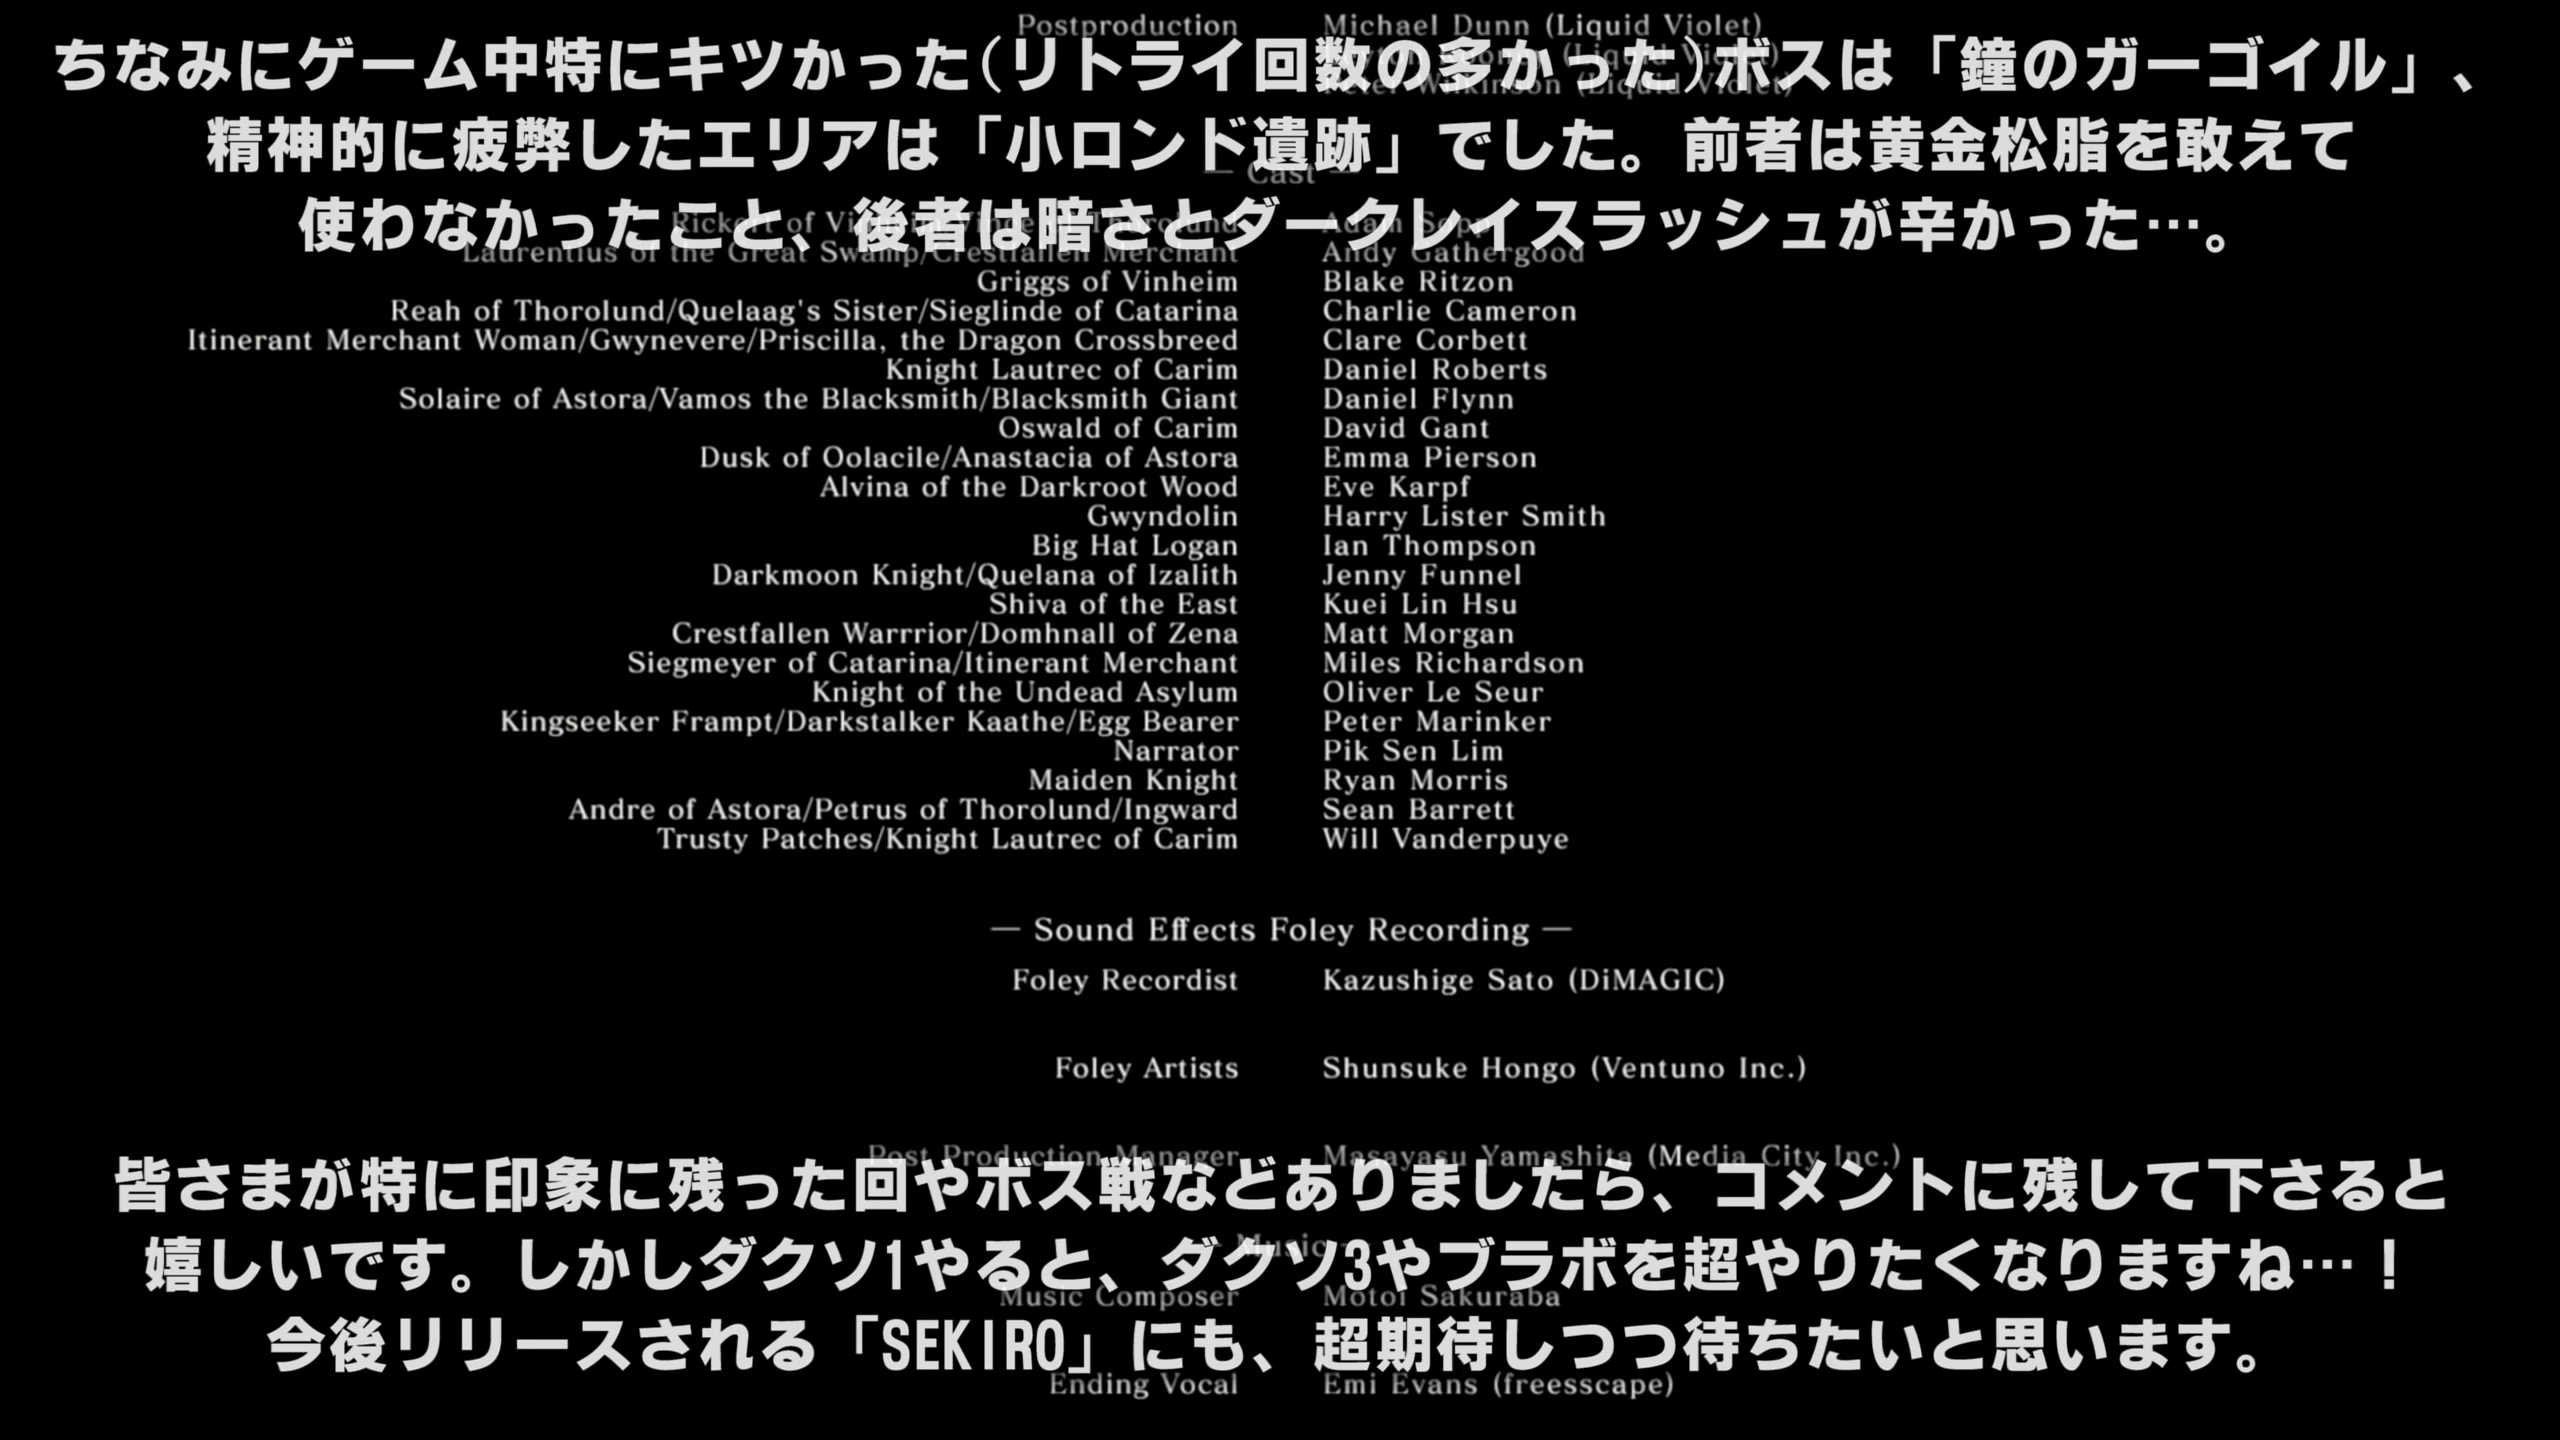 Postproduction Michael Dunn (Liquid Violet)
ちなみにゲーム中特にキツかった(リトライ回数の多かった)ボスは「鐘のガーゴイル」、
Peter Wilkinson (Liquid Violet)
精神的に疲弊したエリアは「小ロンド遺跡」でした。前者は黄金松脂を敢えて
— Cast —
使わなかったこと、後者は暗さとダークレイスラッシュが辛かった…。
Laurentius of the Great Swamp/Crestfallen Merchant Andy Gathergood
Griggs of Vinheim Blake Ritzon
Reah of Thorolund/Quelaag's Sister/Sieglinde of Catarina Charlie Cameron
Itinerant Merchant Woman/Gwynevere/Priscilla, the Dragon Crossbreed Clare Corbett
Knight Lautrec of Carim Daniel Roberts
Solaire of Astora/Vamos the Blacksmith/Blacksmith Giant Daniel Flynn
Oswald of Carim David Gant
Dusk of Oolacile/Anastacia of Astora Emma Pierson
Alvina of the Darkroot Wood Eve Karpf
Gwyndolin Harry Lister Smith
Big Hat Logan Ian Thompson
Darkmoon Knight/Quelana of Izalith Jenny Funnel
Shiva of the East Kuei Lin Hsu
Crestfallen Warrrior/Domhnall of Zena Matt Morgan
Siegmeyer of Catarina/Itinerant Merchant Miles Richardson
Knight of the Undead Asylum Oliver Le Seur
Kingseeker Frampt/Darkstalker Kaathe/Egg Bearer Peter Marinker
Narrator Pik Sen Lim
Maiden Knight Ryan Morris
Andre of Astora/Petrus of Thorolund/Ingward Sean Barrett
Trusty Patches/Knight Lautrec of Carim Will Vanderpuye
— Sound Effects Foley Recording —
Foley Recordist Kazushige Sato (DiMAGIC)
Foley Artists Shunsuke Hongo (Ventuno Inc.)
Post Production Manager Masayasu Yamashita (Media City Inc.)
皆さまが特に印象に残った回やボス戦などありましたら、コメントに残して下さると
— Music —
嬉しいです。しかしダクソ1やると、ダクソ3やブラボを超やりたくなりますね…！
Music Composer Motoi Sakuraba
今後リリースされる「SEKIRO」にも、超期待しつつ待ちたいと思います。
Ending Vocal Emi Evans (freesscape)